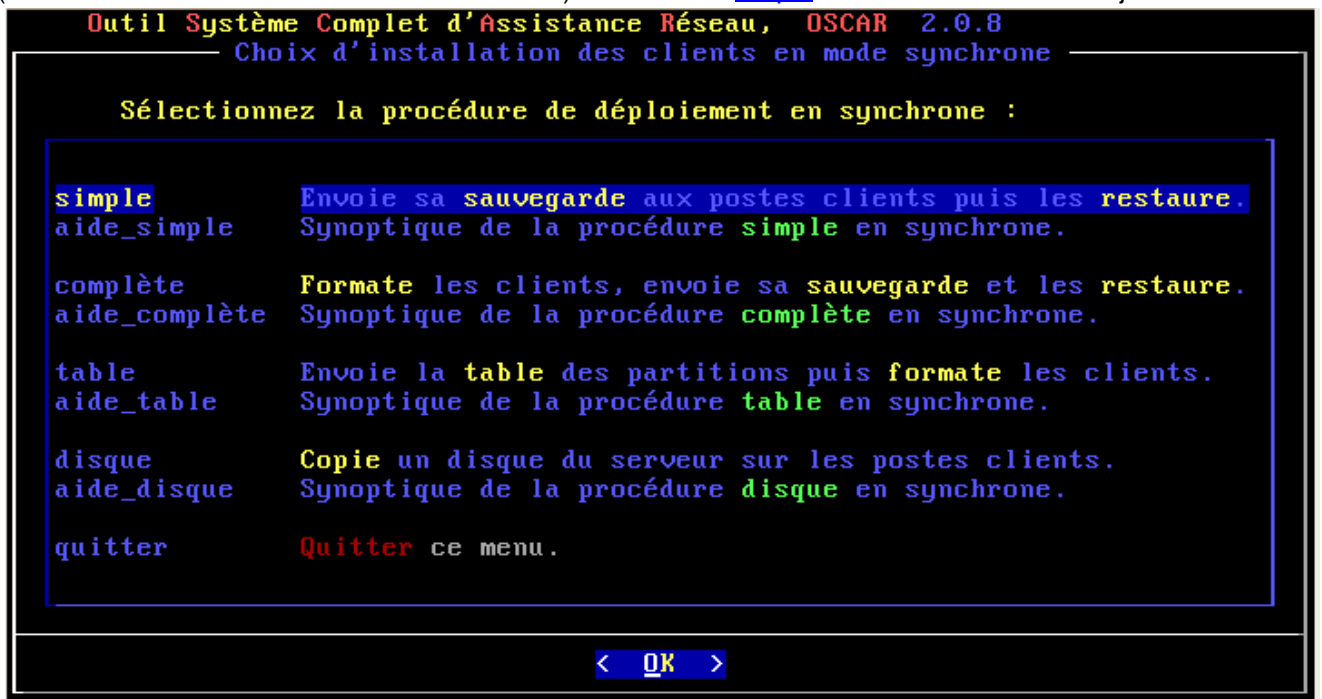 Outil Système Complet d'Assistance Réseau, OSCAR 2.0.8
Choix d'installation des clients en mode synchrone
Sélectionnez la procédure de déploiement en synchrone :
simple Envoie sa sauvegarde aux postes clients puis les restaure.
aide_simple Synoptique de la procédure simple en synchrone.
complète Formate les clients, envoie sa sauvegarde et les restaure.
aide_complète Synoptique de la procédure complète en synchrone.
table Envoie la table des partitions puis formate les clients.
aide_table Synoptique de la procédure table en synchrone.
disque Copie un disque du serveur sur les postes clients.
aide_disque Synoptique de la procédure disque en synchrone.
quitter Quitter ce menu.
< OK >